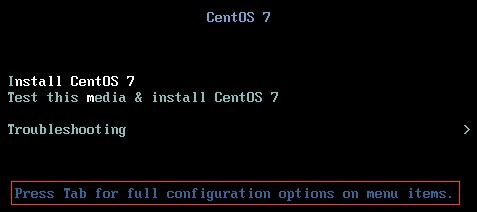 CentOS 7
Install CentOS 7
Test this media & install CentOS 7
Troubleshooting >
Press Tab for full configuration options on menu items.